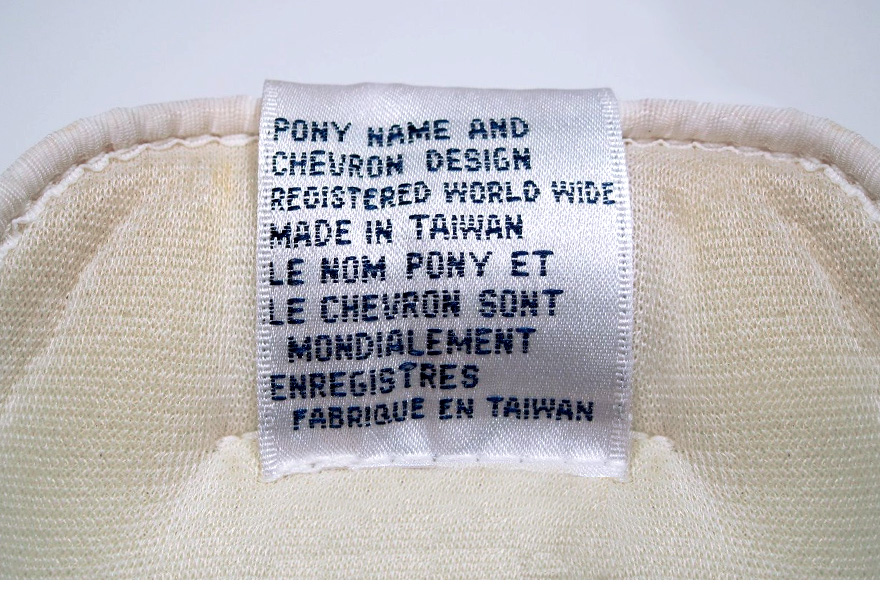 PONY NAME AND
CHEVRON DESIGN
REGISTERED WORLD WIDE
MADE IN TAIWAN
LE NOM PONY ET
LE CHEVRON SONT
MONDIALEMENT
ENREGISTRES
FABRIQUE EN TAIWAN